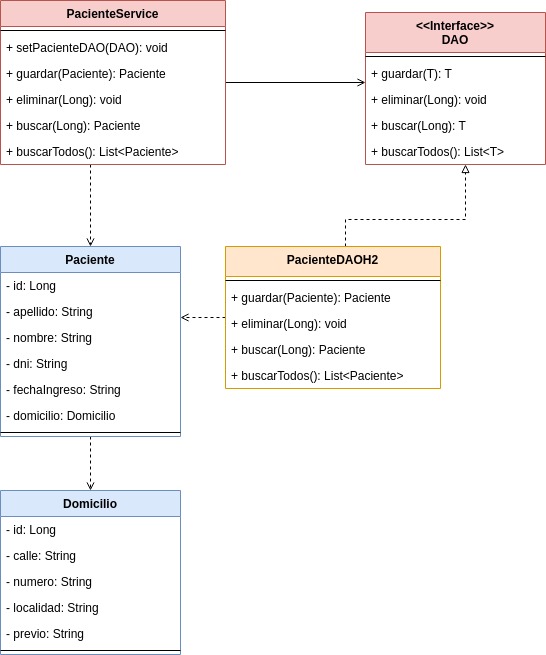 PacienteService
+ setPacienteDAO(DAO): void
+ guardar(Paciente): Paciente
+ eliminar(Long): void
+ buscar(Long): Paciente
+ buscarTodos(): List<Paciente>
<<Interface>>
DAO
+ guardar(T): T
+ eliminar(Long): void
+ buscar(Long): T
+ buscarTodos(): List<T>
Paciente
- id: Long
- apellido: String
- nombre: String
- dni: String
- fechaIngreso: String
- domicilio: Domicilio
PacienteDAOH2
+ guardar(Paciente): Paciente
+ eliminar(Long): void
+ buscar(Long): Paciente
+ buscarTodos(): List<Paciente>
Domicilio
- id: Long
- calle: String
- numero: String
- localidad: String
- previo: String